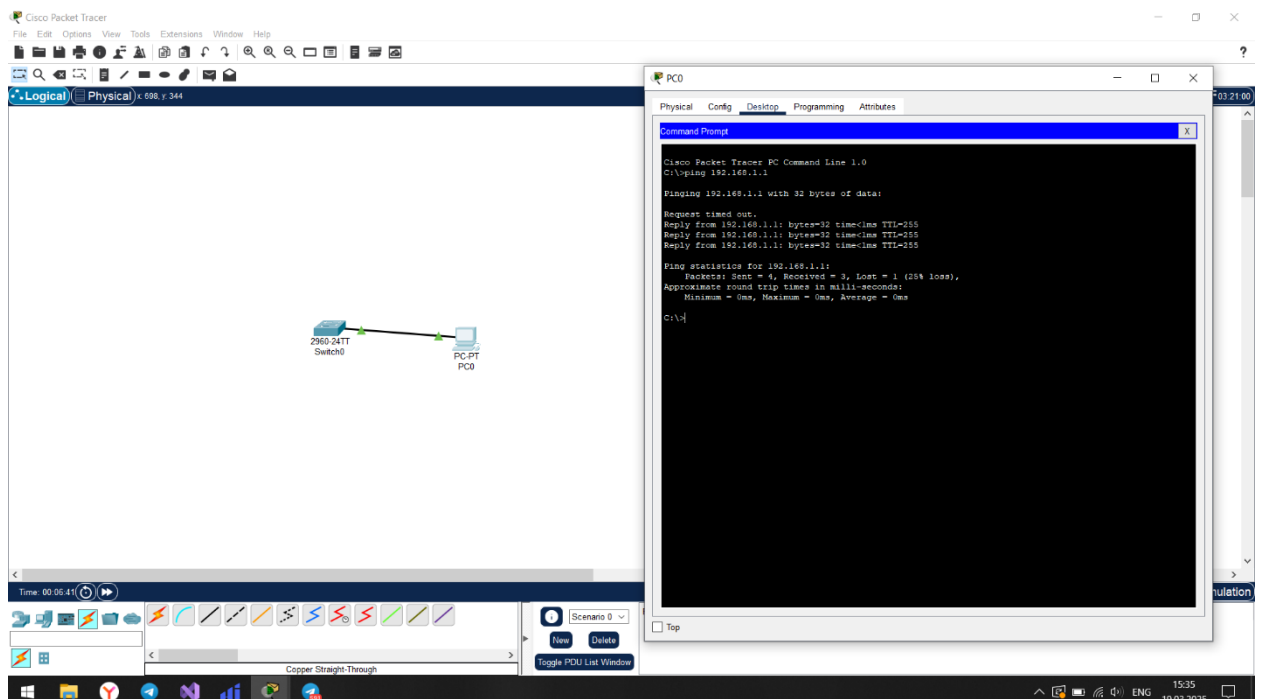 Cisco Packet Tracer
File Edit Options View Tools Extensions Window Help
?
Logical Physical x: 698, y: 344
03:21:00
PC0
Physical Config Desktop Programming Attributes
Command Prompt X
Cisco Packet Tracer PC Command Line 1.0
C:\>ping 192.168.1.1
Pinging 192.168.1.1 with 32 bytes of data:
Request timed out.
Reply from 192.168.1.1: bytes=32 time<1ms TTL=255
Reply from 192.168.1.1: bytes=32 time<1ms TTL=255
Reply from 192.168.1.1: bytes=32 time<1ms TTL=255
Ping statistics for 192.168.1.1:
Packets: Sent = 4, Received = 3, Lost = 1 (25% loss),
Approximate round trip times in milli-seconds:
Minimum = 0ms, Maximum = 0ms, Average = 0ms
C:\>
2960-24TT
Switch0
PC-PT
PC0
Time: 00:06:41
nulation
Top
Scenario 0
New Delete
Toggle PDU List Window
Copper Straight-Through
ENG
15:35